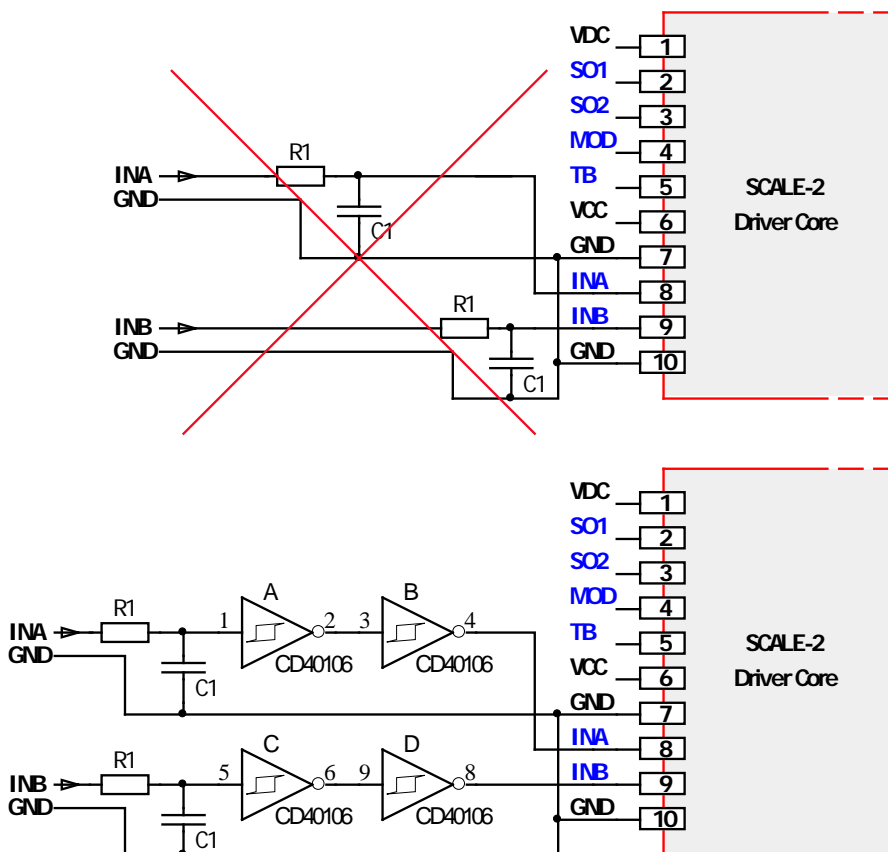 VDC 1
SO1 2
SO2 3
MOD 4
R1
INA
GND
TB 5
SCALE-2
VCC 6
Driver Core
C1
GND 7
INA 8
R1
INB
INB 9
GND
GND 10
C1
VDC 1
SO1 2
SO2 3
A B
MOD 4
R1
INA 1 2 3 4
TB 5
SCALE-2
GND
CD40106 CD40106
VCC 6
Driver Core
C1
GND 7
C D
INA 8
R1
INB 5 6 9 8
INB 9
GND
CD40106 CD40106
GND 10
C1